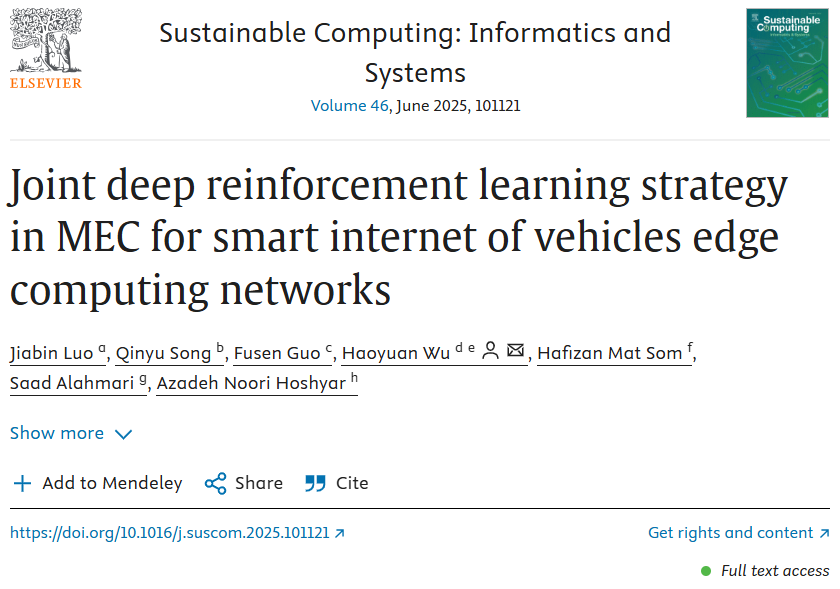 Sustainable Computing: Informatics and
Systems
Volume 46, June 2025, 101121
ELSEVIER
Sustainable
Computing
Joint deep reinforcement learning strategy
in MEC for smart internet of vehicles edge
computing networks
Jiabin Luo a, Qinyu Song b, Fusen Guo c, Haoyuan Wu d e, Hafizan Mat Som f,
Saad Alahmari g, Azadeh Noori Hoshyar h
Show more
Add to Mendeley Share Cite
https://doi.org/10.1016/j.suscom.2025.101121 Get rights and content
Full text access